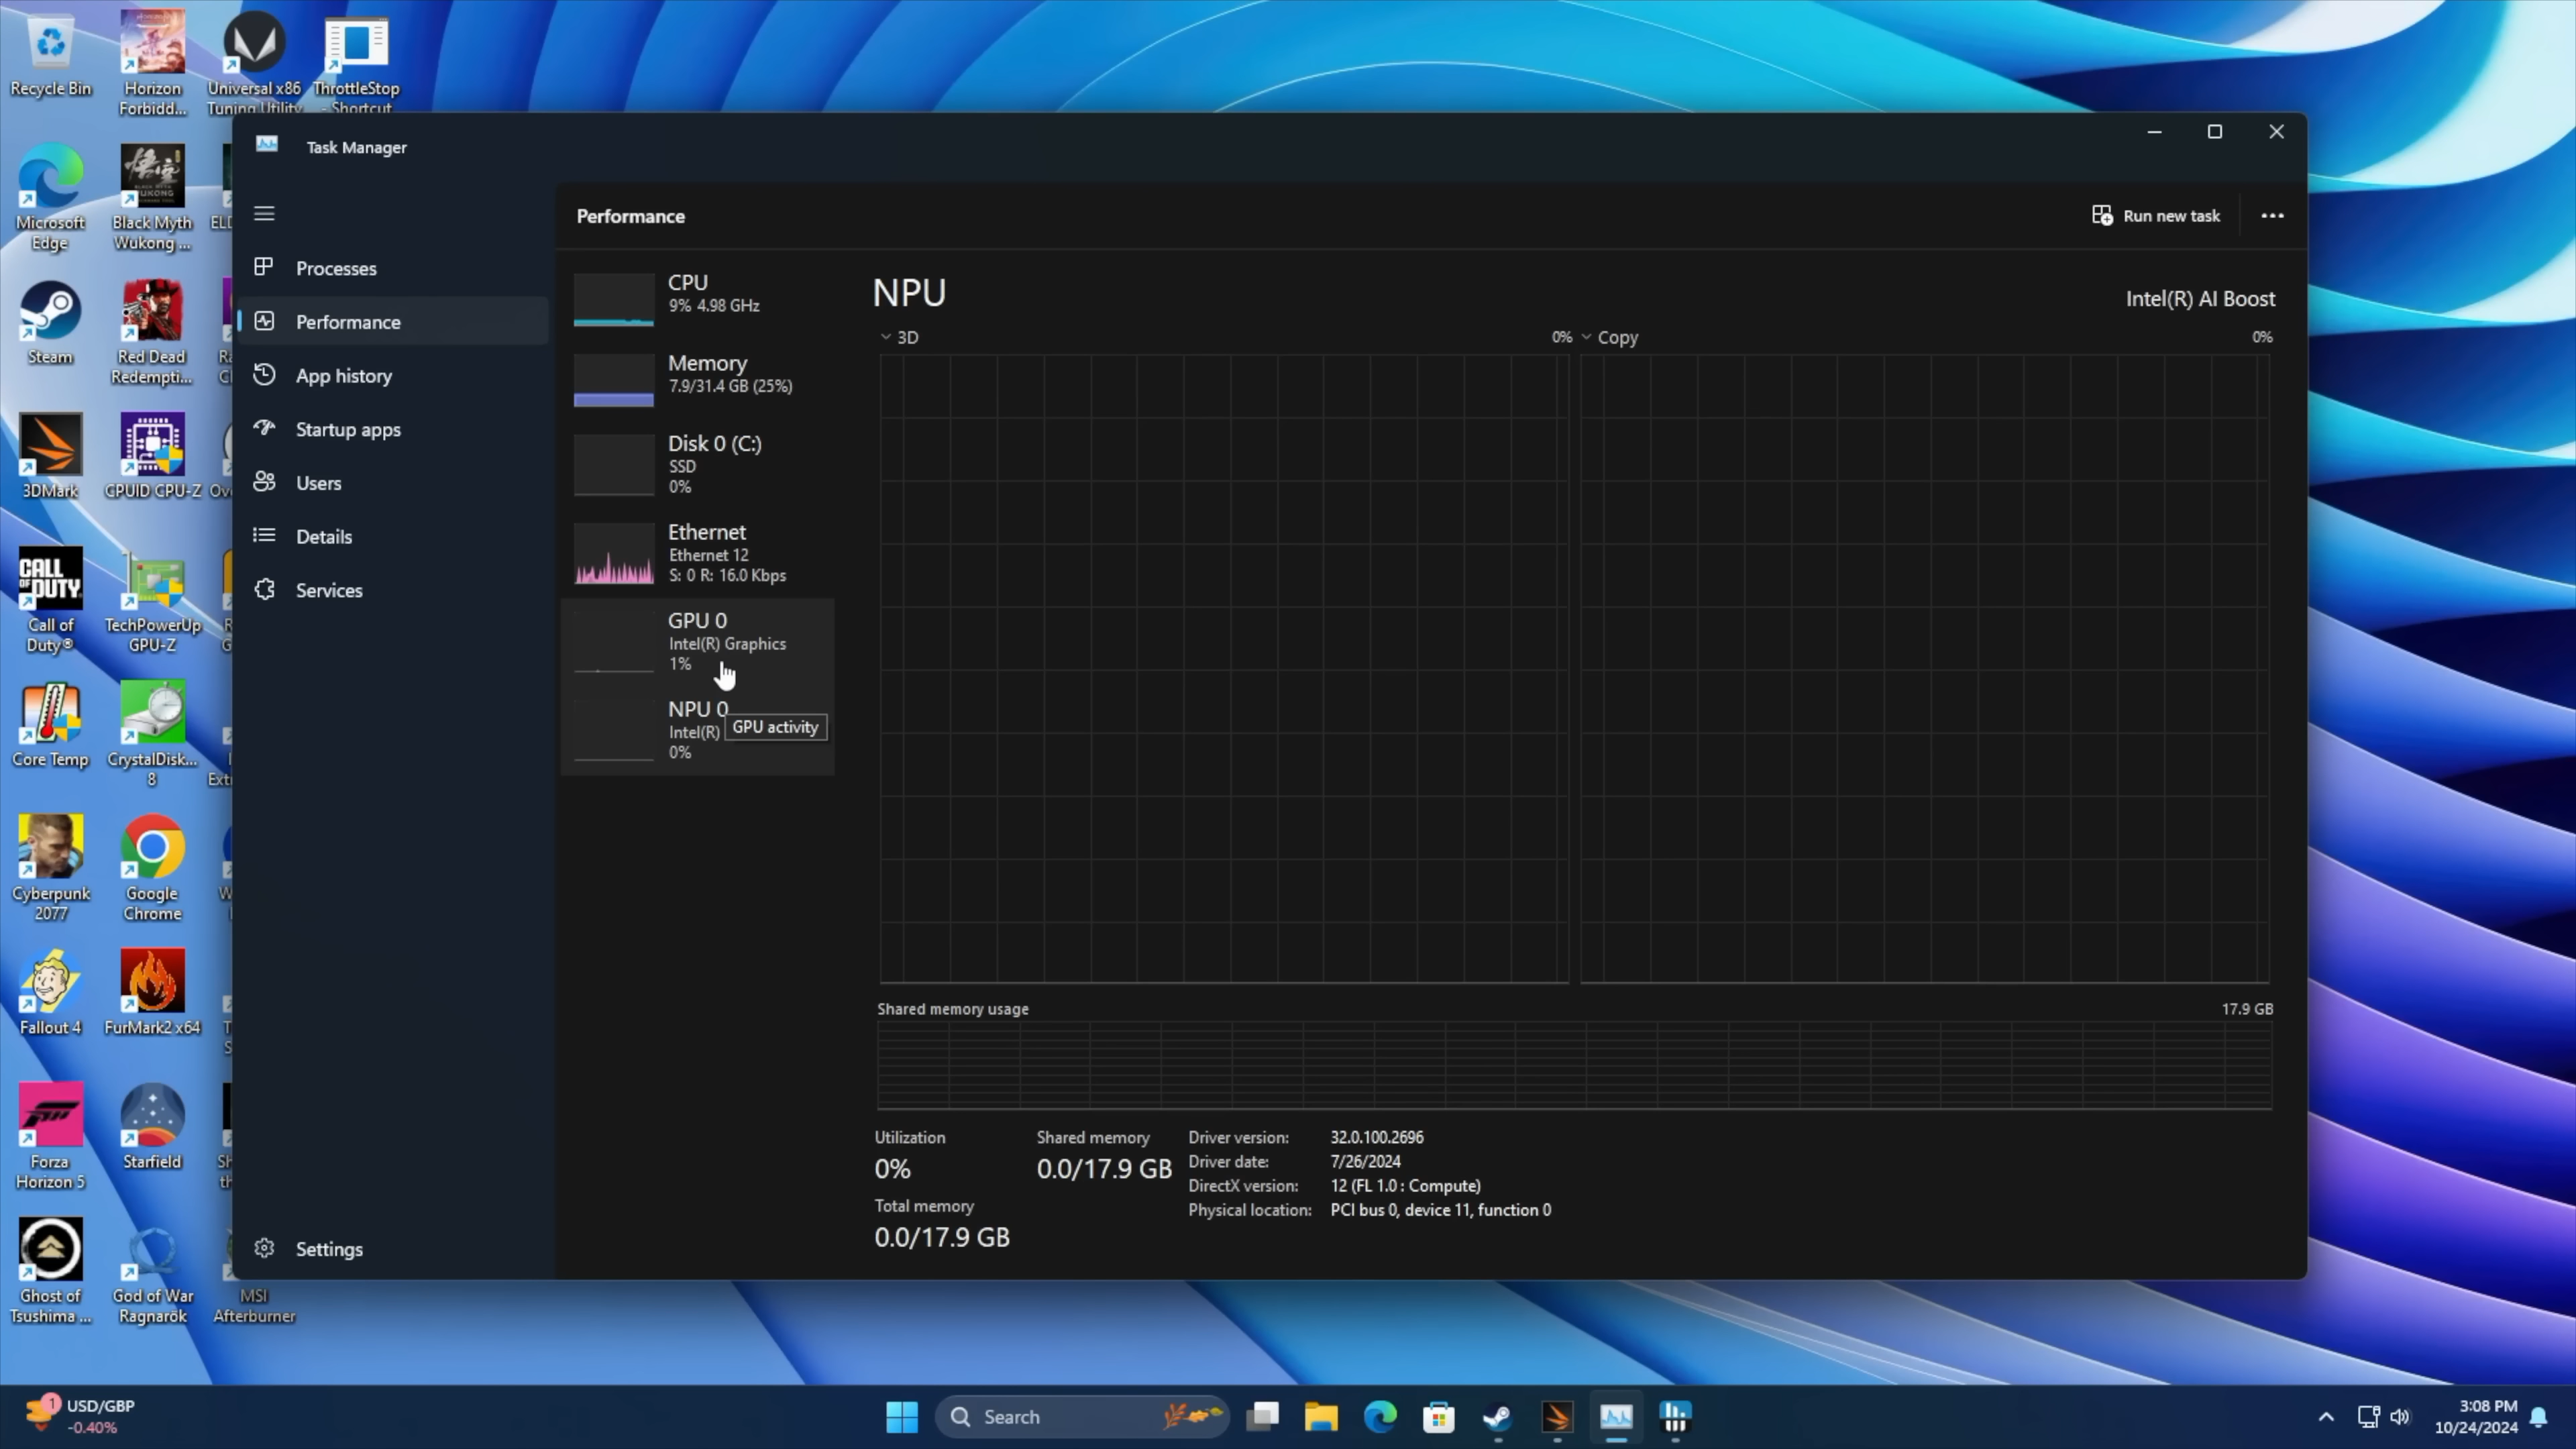 Recycle Bin
Horizon
Forbidd...
Universal x86
Tuning Utility
ThrottleStop
- Shortcut
Microsoft
Edge
Black Myth
Wukong ...
Steam
Red Dead
Redempti...
3DMark
CPUID CPU-Z
CALL
OF DUTY
Call of
Duty®
TechPowerUp
GPU-Z
Core Temp
CrystalDisk...
8
Cyberpunk
2077
Google
Chrome
Fallout 4
FurMark2 x64
Forza
Horizon 5
Starfield
Ghost of
Tsushima ...
God of War
Ragnarök
MSI
Afterburner
Task Manager
Processes
Performance
App history
Startup apps
Users
Details
Services
Settings
Performance
Run new task
CPU
9% 4.98 GHz
Memory
7.9/31.4 GB (25%)
Disk 0 (C:)
SSD
0%
Ethernet
Ethernet 12
S: 0 R: 16.0 Kbps
GPU 0
Intel(R) Graphics
1%
NPU 0
Intel(R)
0%
GPU activity
NPU
Intel(R) AI Boost
3D
0%
Copy
0%
Shared memory usage
17.9 GB
Utilization
0%
Shared memory
0.0/17.9 GB
Total memory
0.0/17.9 GB
Driver version: 32.0.100.2696
Driver date: 7/26/2024
DirectX version: 12 (FL 1.0 : Compute)
Physical location: PCI bus 0, device 11, function 0
1
USD/GBP
-0.40%
Search
3:08 PM
10/24/2024